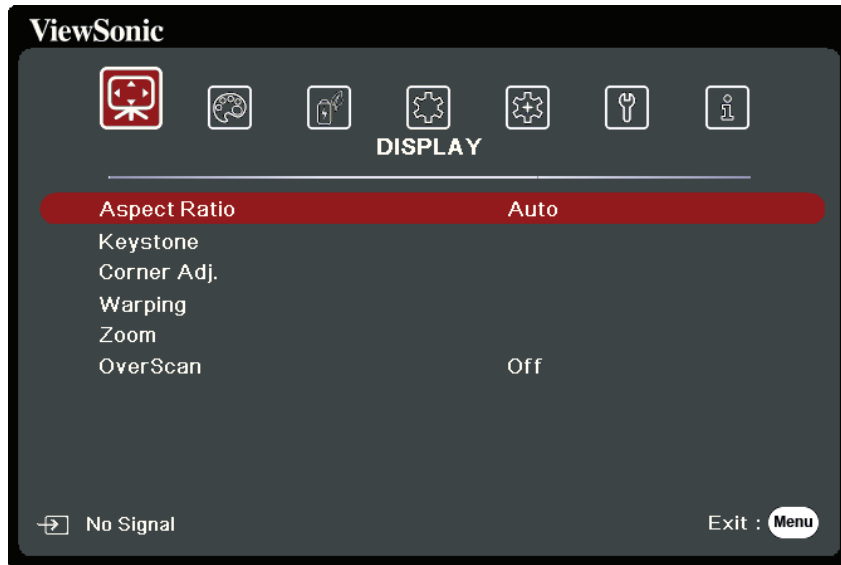 ViewSonic
DISPLAY
Aspect Ratio Auto
Keystone
Corner Adj.
Warping
Zoom
OverScan Off
No Signal Exit : Menu